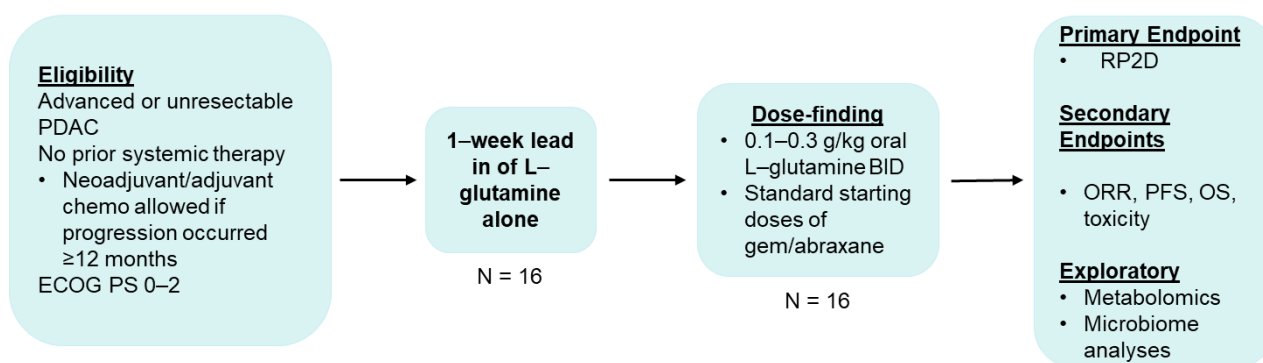 Eligibility
Advanced or unresectable
PDAC
No prior systemic therapy
• Neoadjuvant/adjuvant
chemo allowed if
progression occurred
≥12 months
ECOG PS 0–2
1–week lead
in of L–
glutamine
alone
N = 16
Dose-finding
• 0.1–0.3 g/kg oral
L–glutamine BID
• Standard starting
doses of
gem/abraxane
N = 16
Primary Endpoint
• RP2D
Secondary
Endpoints
• ORR, PFS, OS,
toxicity
Exploratory
• Metabolomics
• Microbiome
analyses